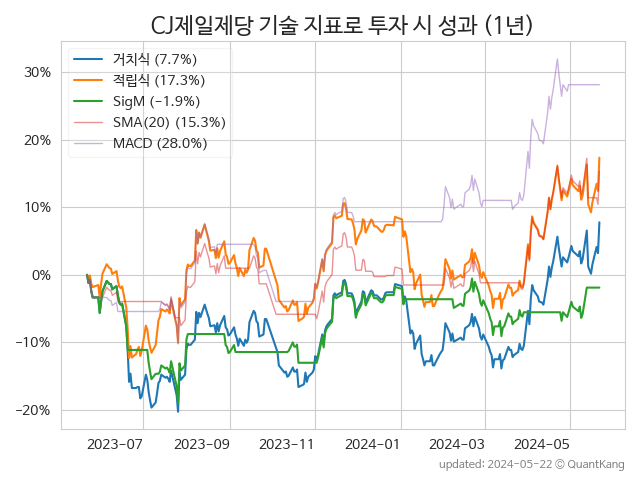 CJ제일제당 기술 지표로 투자 시 성과 (1년)
거치식 (7.7%)
적립식 (17.3%)
SigM (−1.9%)
SMA(20) (15.3%)
MACD (28.0%)
30%
20%
10%
0%
−10%
−20%
2023−07 2023−09 2023−11 2024−01 2024−03 2024−05
updated: 2024-05-22 © QuantKang